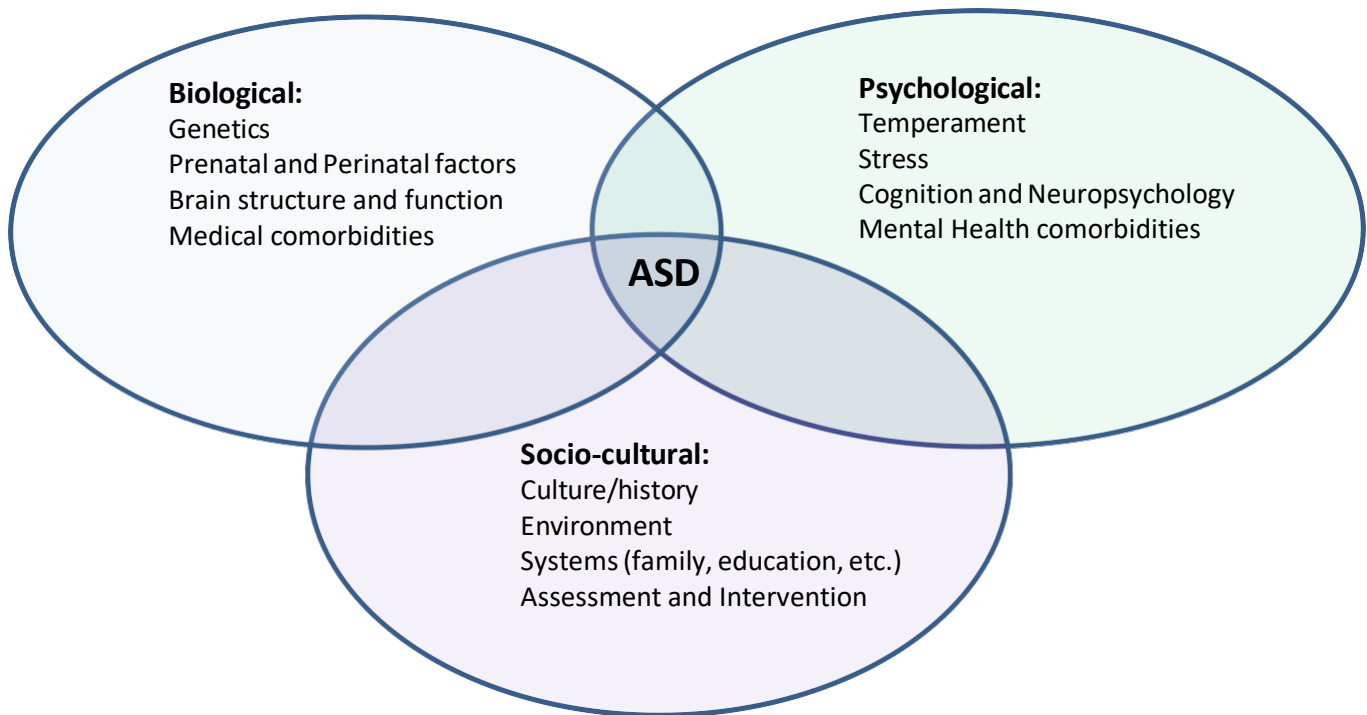 Biological:
Genetics
Prenatal and Perinatal factors
Brain structure and function
Medical comorbidities
Psychological:
Temperament
Stress
Cognition and Neuropsychology
Mental Health comorbidities
ASD
Socio-cultural:
Culture/history
Environment
Systems (family, education, etc.)
Assessment and Intervention